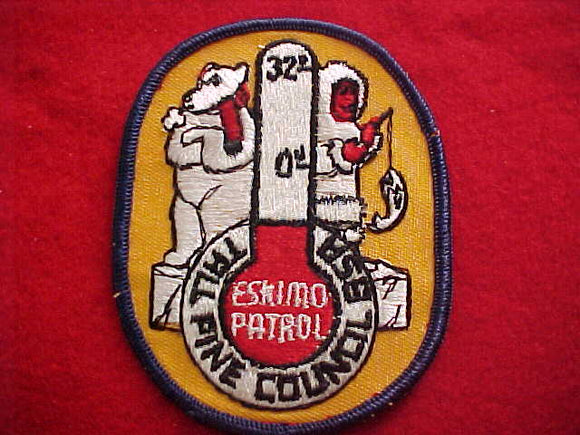 32°
0°
ESKIMO
PATROL
TALL PINE COUNCIL BSA